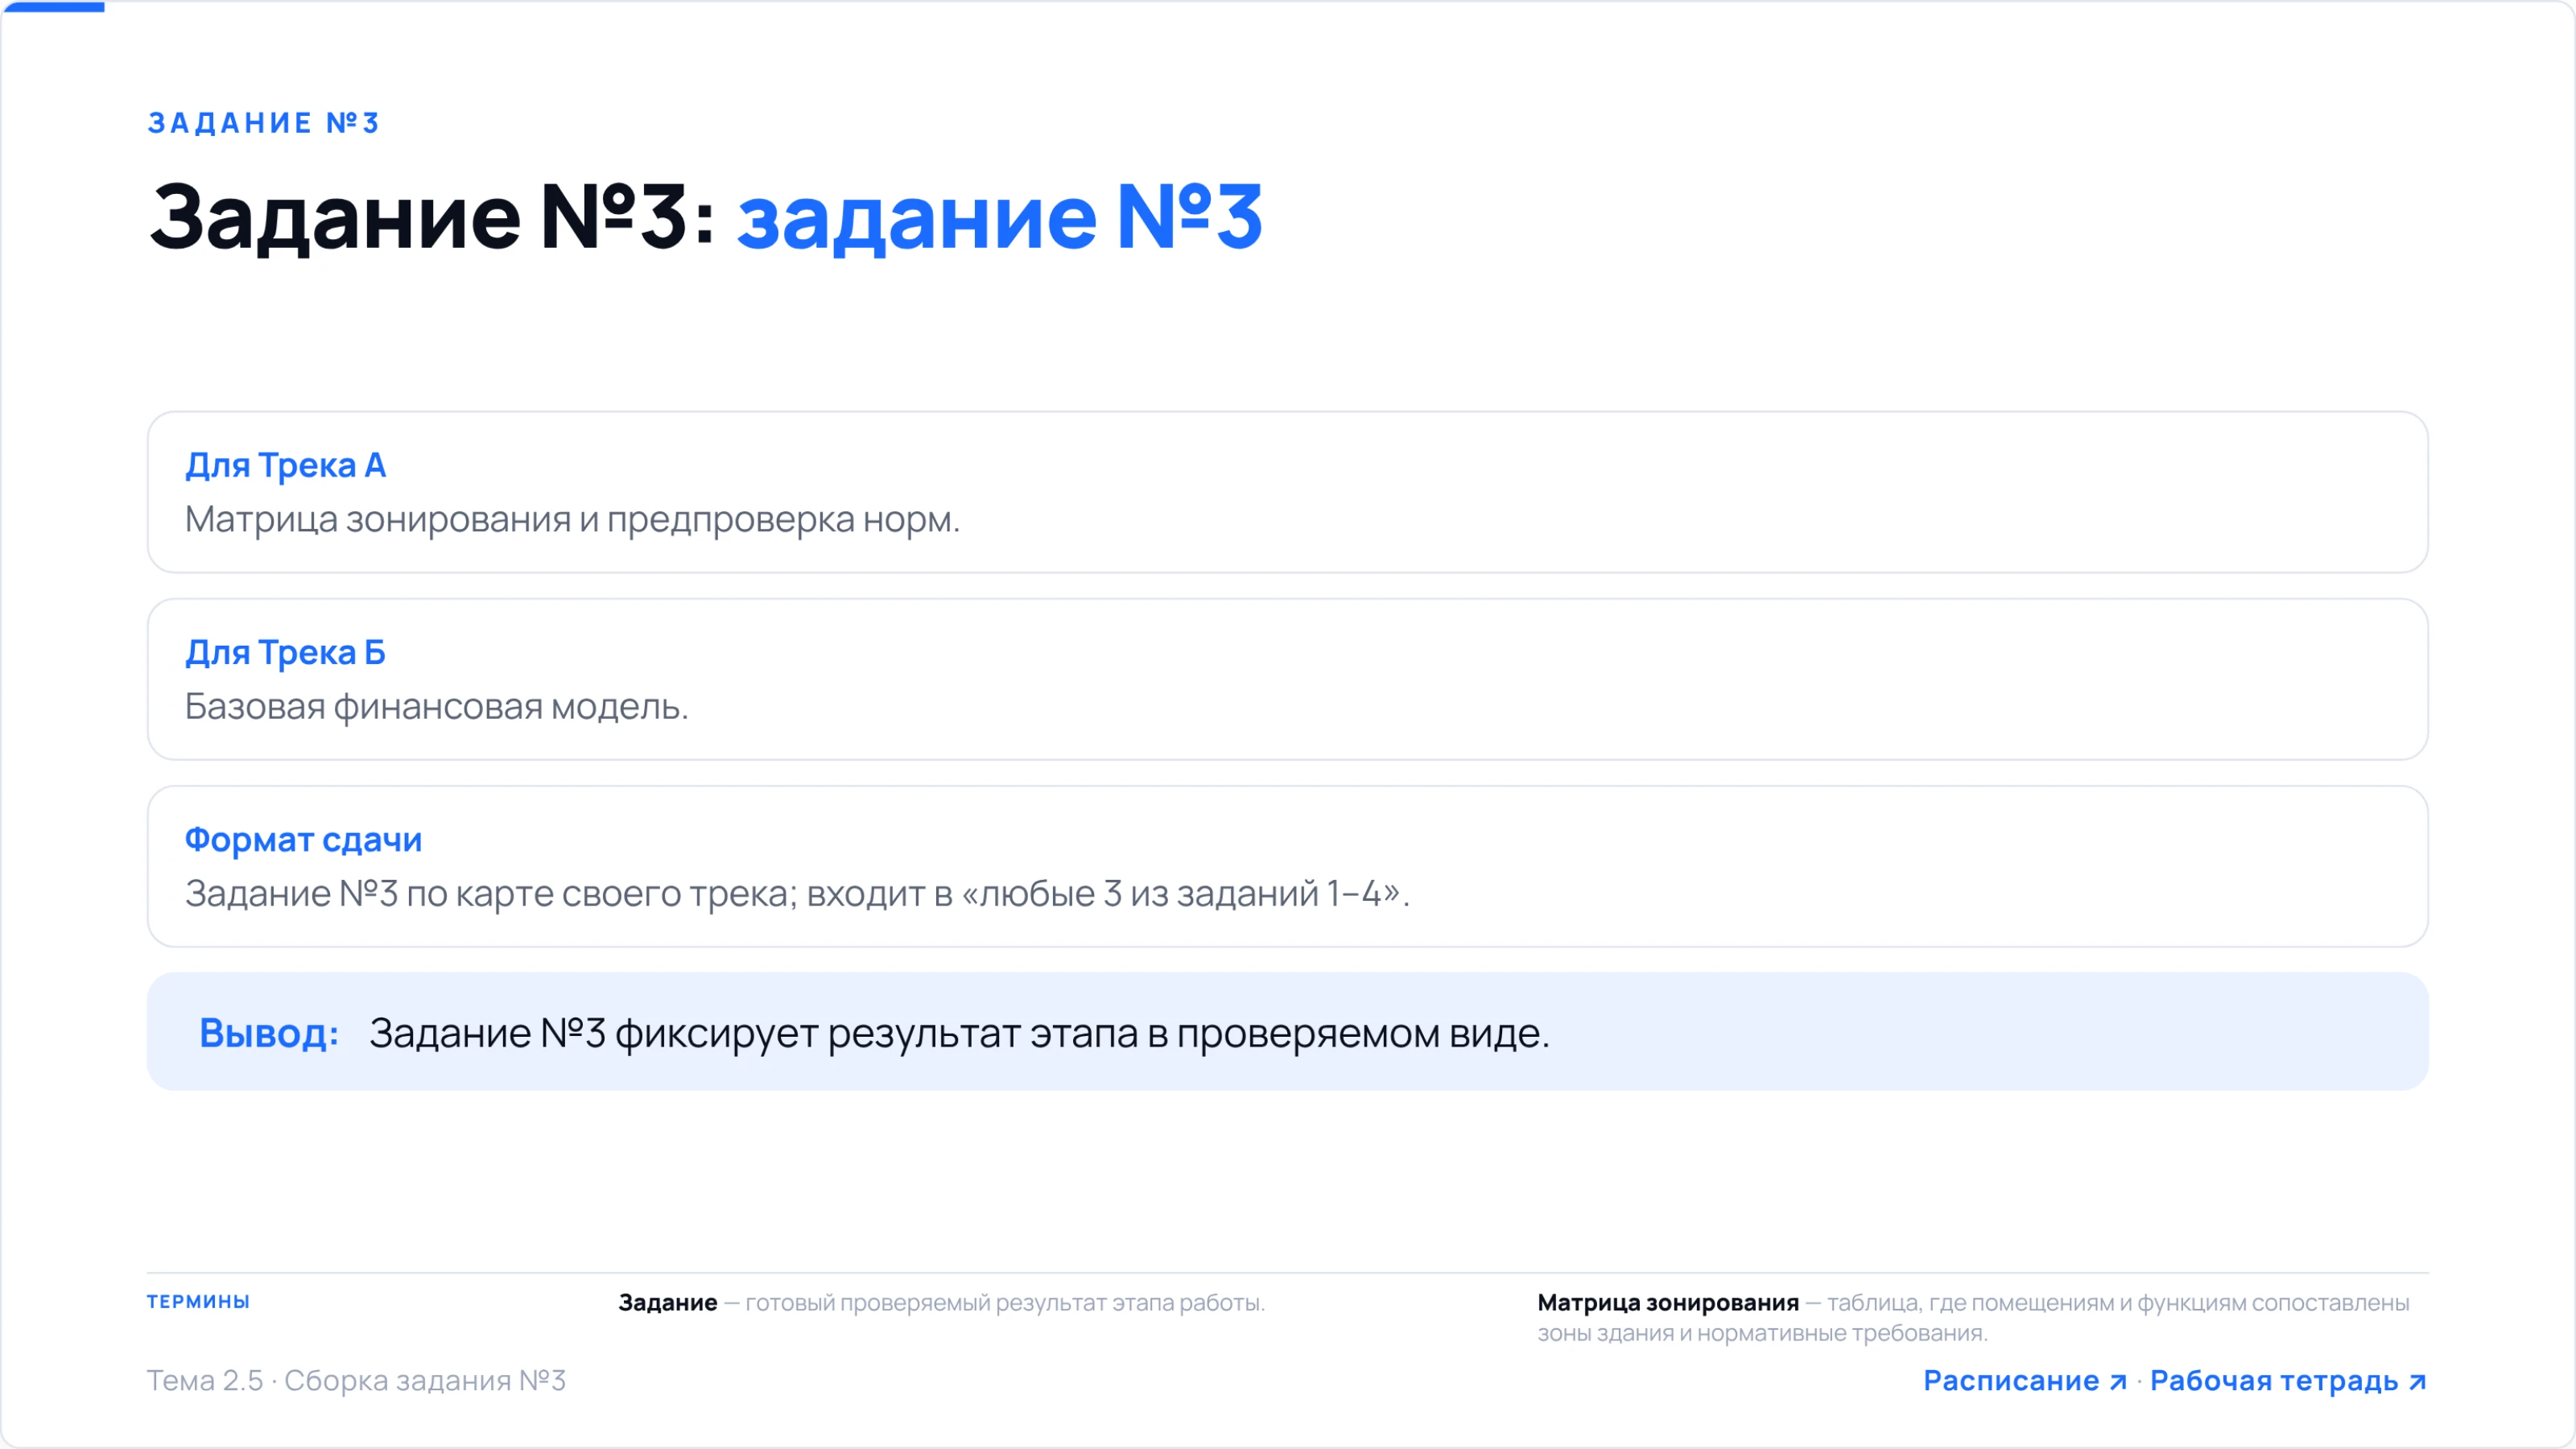 ЗАДАНИЕ №3
Задание №3: задание №3
Для Трека А
Матрица зонирования и предпроверка норм.
Для Трека Б
Базовая финансовая модель.
Формат сдачи
Задание №3 по карте своего трека; входит в «любые 3 из заданий 1–4».
Вывод: Задание №3 фиксирует результат этапа в проверяемом виде.
ТЕРМИНЫ
Задание — готовый проверяемый результат этапа работы.
Матрица зонирования — таблица, где помещениям и функциям сопоставлены
зоны здания и нормативные требования.
Тема 2.5 · Сборка задания №3
Расписание ↗ · Рабочая тетрадь ↗